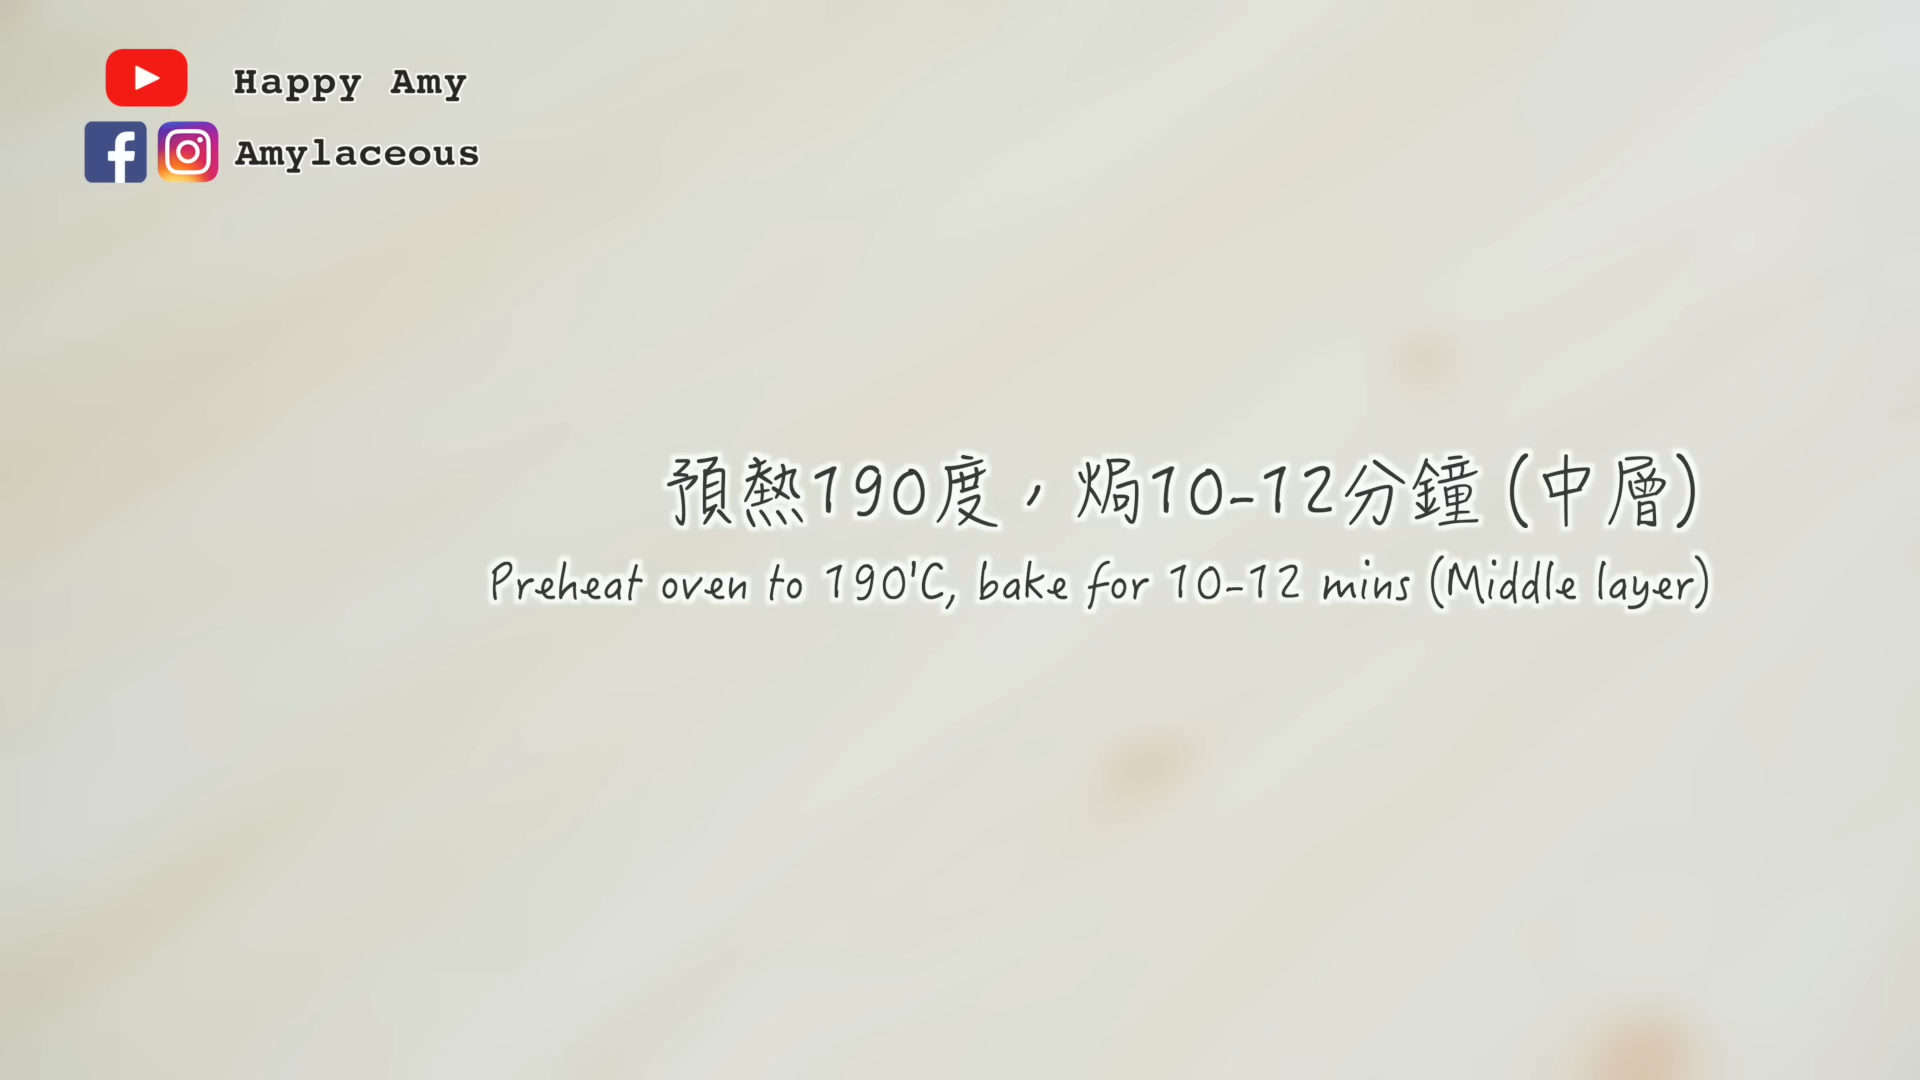 Happy Amy
Amylaceous
預熱190度，焗10-12分鐘 (中層)
Preheat oven to 190'C, bake for 10-12 mins (Middle layer)